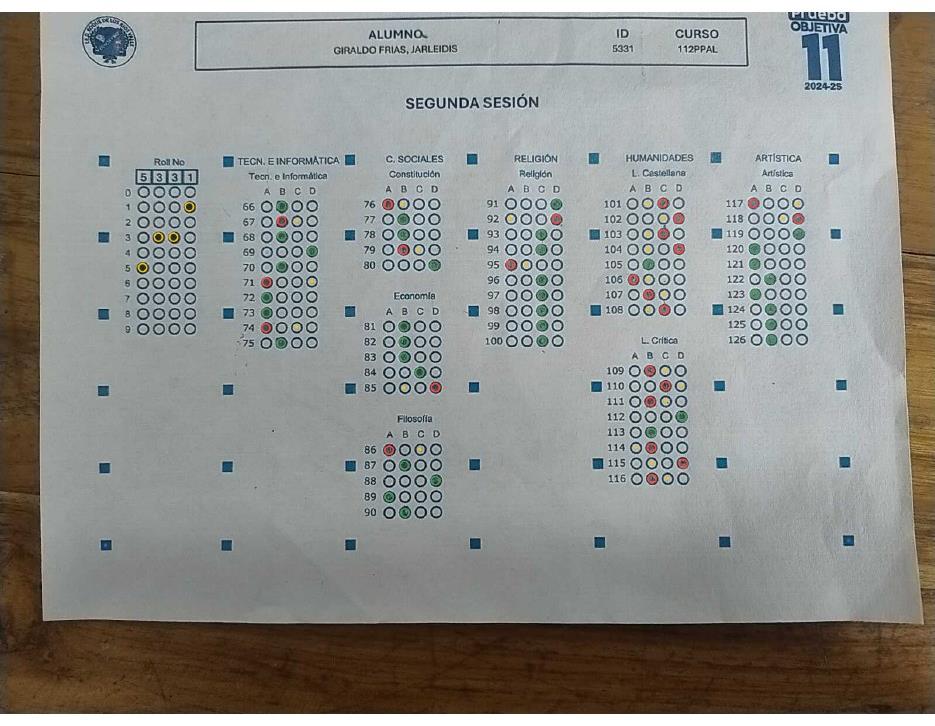 Prueba
OBJETIVA
11
2024-25
ALUMNO
GIRALDO FRIAS, JARLEIDIS
ID
5331
CURSO
112PPAL
SEGUNDA SESIÓN
Roll No
5 3 3 1
0
1
2
3
4
5
6
7
8
9
TECN. E INFORMÁTICA
Tecn. e Informática
A B C D
66
67
68
69
70
71
72
73
74
75
C. SOCIALES
Constitución
A B C D
76
77
78
79
80
Economía
A B C D
81
82
83
84
85
Filosofía
A B C D
86
87
88
89
90
RELIGIÓN
Religión
A B C D
91
92
93
94
95
96
97
98
99
100
HUMANIDADES
L. Castellana
A B C D
101
102
103
104
105
106
107
108
L. Crítica
A B C D
109
110
111
112
113
114
115
116
ARTÍSTICA
Artística
A B C D
117
118
119
120
121
122
123
124
125
126